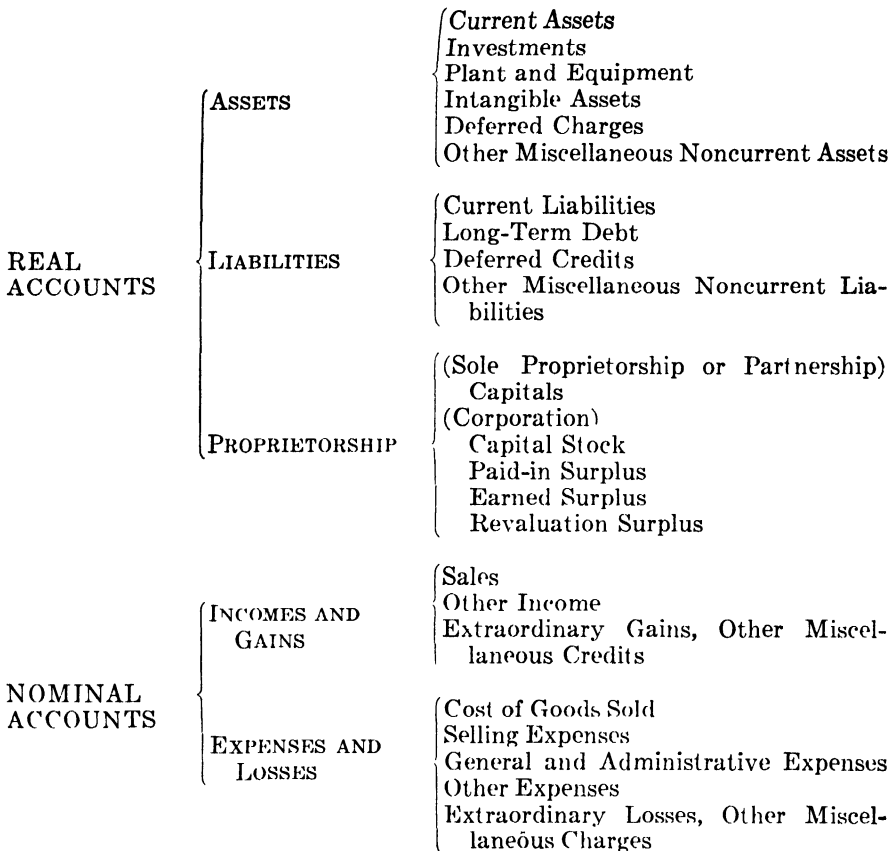 REAL
ACCOUNTS
ASSETS
Current Assets
Investments
Plant and Equipment
Intangible Assets
Deferred Charges
Other Miscellaneous Noncurrent Assets
LIABILITIES
Current Liabilities
Long-Term Debt
Deferred Credits
Other Miscellaneous Noncurrent Lia-
bilities
PROPRIETORSHIP
(Sole Proprietorship or Partnership)
Capitals
(Corporation)
Capital Stock
Paid-in Surplus
Earned Surplus
Revaluation Surplus
NOMINAL
ACCOUNTS
INCOMES AND
GAINS
Sales
Other Income
Extraordinary Gains, Other Miscel-
laneous Credits
EXPENSES AND
LOSSES
Cost of Goods Sold
Selling Expenses
General and Administrative Expenses
Other Expenses
Extraordinary Losses, Other Miscel-
laneous Charges